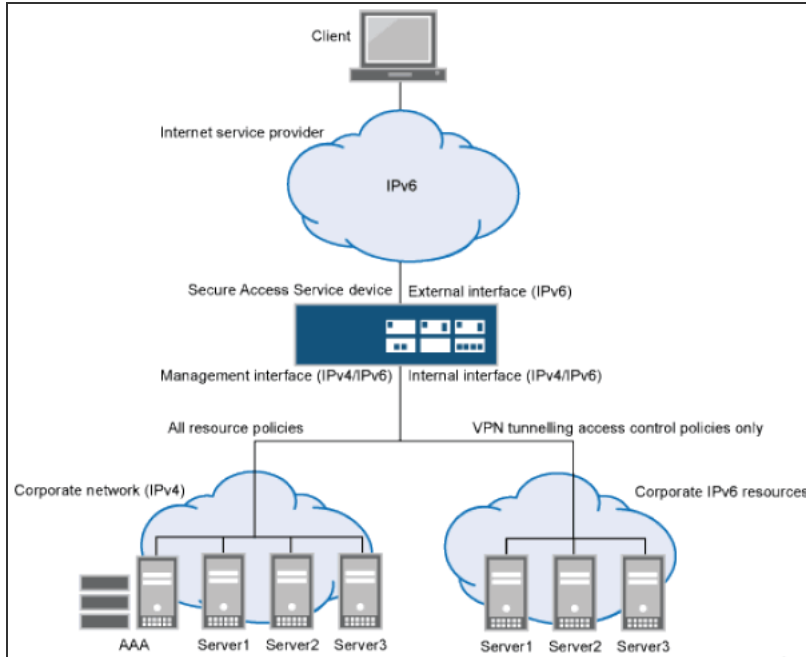 Client
Internet service provider
IPv6
Secure Access Service device
External interface (IPv6)
Management interface (IPv4/IPv6)
Internal interface (IPv4/IPv6)
All resource policies
VPN tunnelling access control policies only
Corporate network (IPv4)
Corporate IPv6 resources
AAA
Server1
Server2
Server3
Server1
Server2
Server3